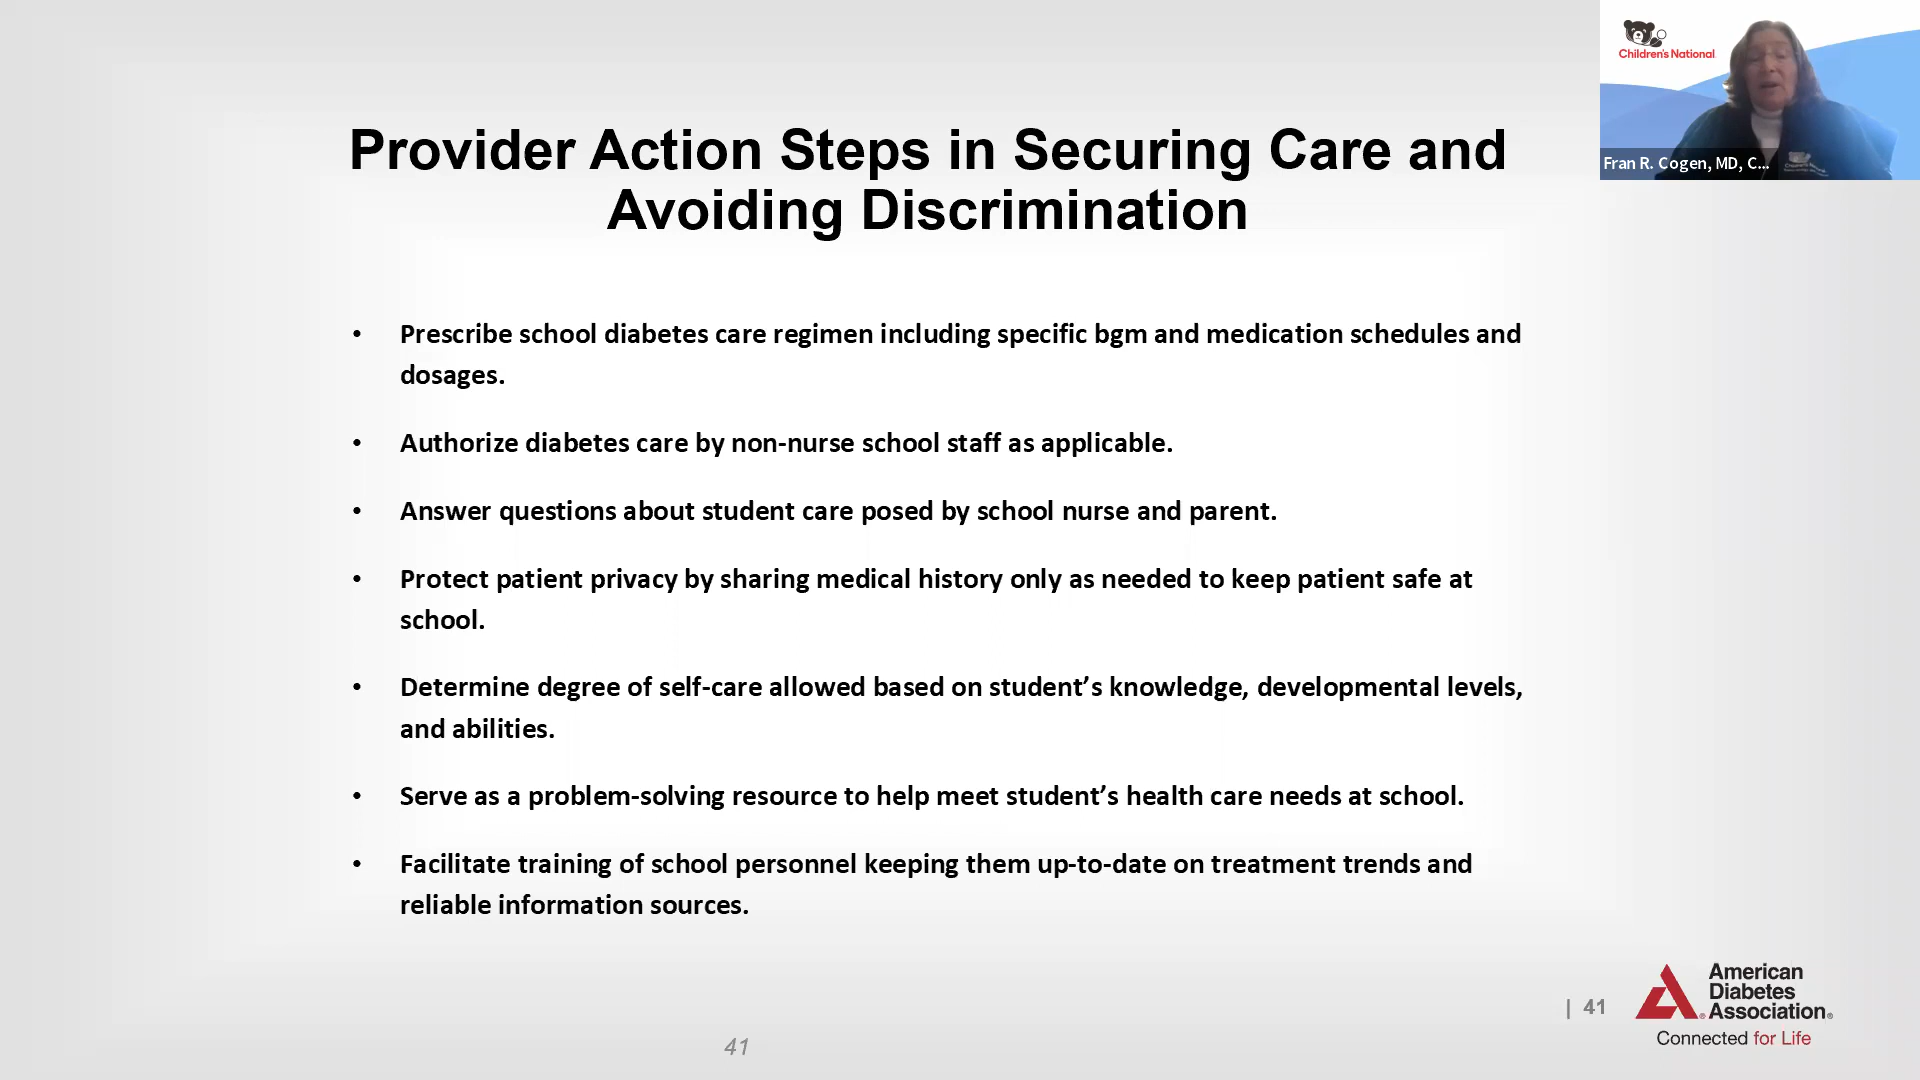 Children's National
Fran R. Cogen, MD, C...
Provider Action Steps in Securing Care and
Avoiding Discrimination
• Prescribe school diabetes care regimen including specific bgm and medication schedules and
dosages.
• Authorize diabetes care by non-nurse school staff as applicable.
• Answer questions about student care posed by school nurse and parent.
• Protect patient privacy by sharing medical history only as needed to keep patient safe at
school.
• Determine degree of self-care allowed based on student’s knowledge, developmental levels,
and abilities.
• Serve as a problem-solving resource to help meet student’s health care needs at school.
• Facilitate training of school personnel keeping them up-to-date on treatment trends and
reliable information sources.
| 41
American
Diabetes
Association®
Connected for Life
41